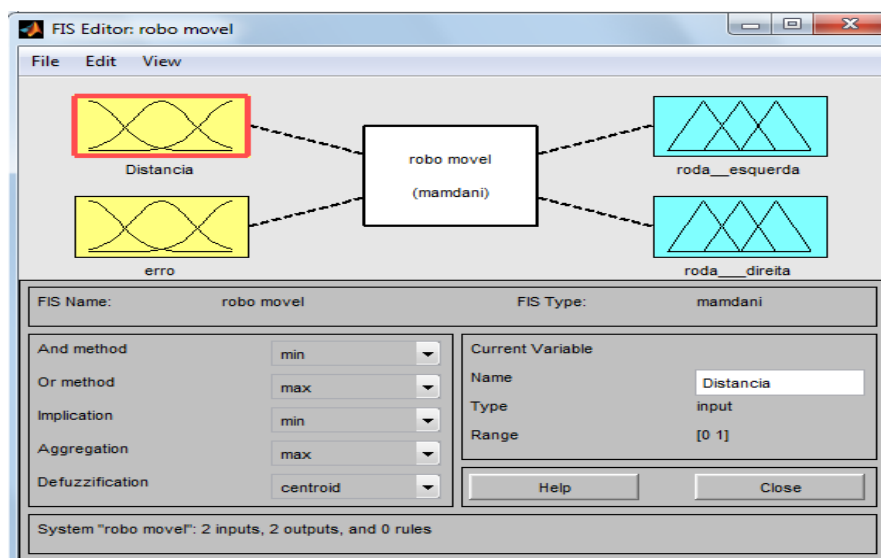 FIS Editor: robo movel
File Edit View
Distancia
erro
robo movel
(mamdani)
roda__esquerda
roda___direita
FIS Name: robo movel FIS Type: mamdani
And method min
Or method max
Implication min
Aggregation max
Defuzzification centroid
Current Variable
Name Distancia
Type input
Range [0 1]
Help Close
System "robo movel": 2 inputs, 2 outputs, and 0 rules